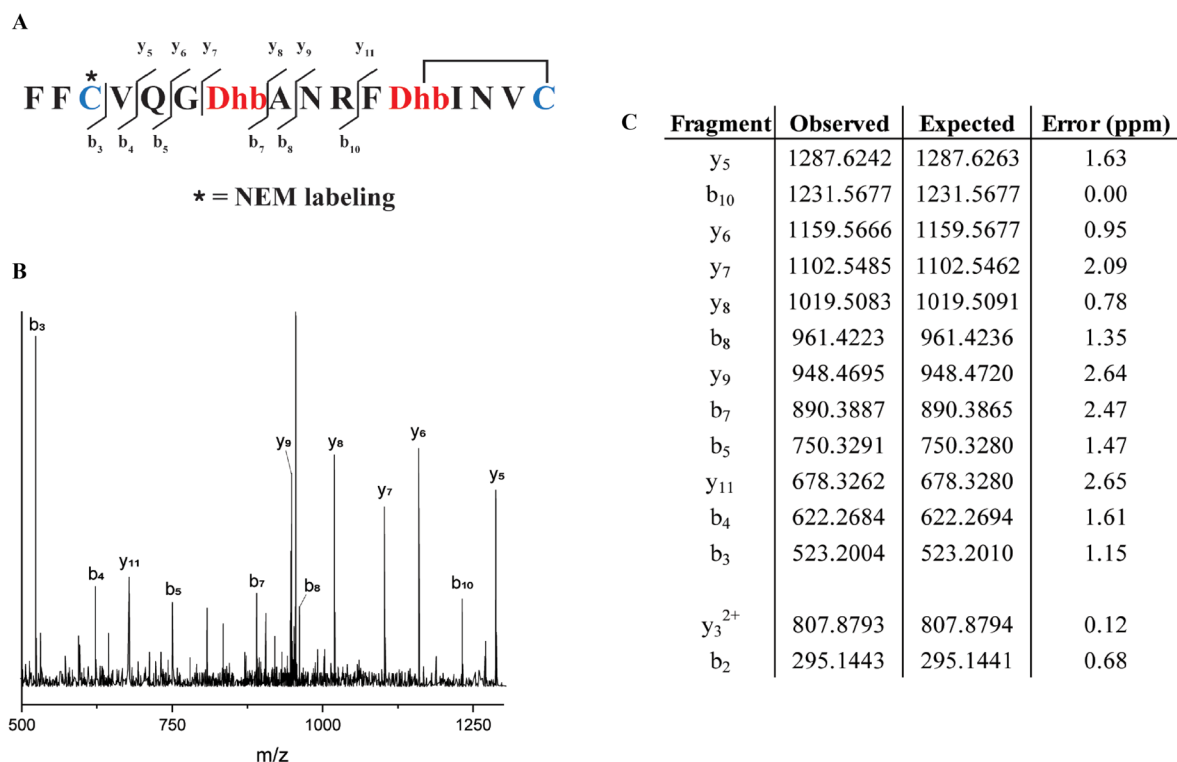 A
y₅ y₆ y₇ y₈ y₉ y₁₁
*
F F C V Q G Dhb A N R F Dhb I N V C
b₃ b₄ b₅ b₇ b₈ b₁₀
* = NEM labeling
B
b₃
b₄
y₁₁
b₅
b₇
y₉
b₈
y₈
y₇
y₆
b₁₀
y₅
500 750 1000 1250
m/z
C
Fragment Observed Expected Error (ppm)
y₅ 1287.6242 1287.6263 1.63
b₁₀ 1231.5677 1231.5677 0.00
y₆ 1159.5666 1159.5677 0.95
y₇ 1102.5485 1102.5462 2.09
y₈ 1019.5083 1019.5091 0.78
b₈ 961.4223 961.4236 1.35
y₉ 948.4695 948.4720 2.64
b₇ 890.3887 890.3865 2.47
b₅ 750.3291 750.3280 1.47
y₁₁ 678.3262 678.3280 2.65
b₄ 622.2684 622.2694 1.61
b₃ 523.2004 523.2010 1.15
y₃²⁺ 807.8793 807.8794 0.12
b₂ 295.1443 295.1441 0.68